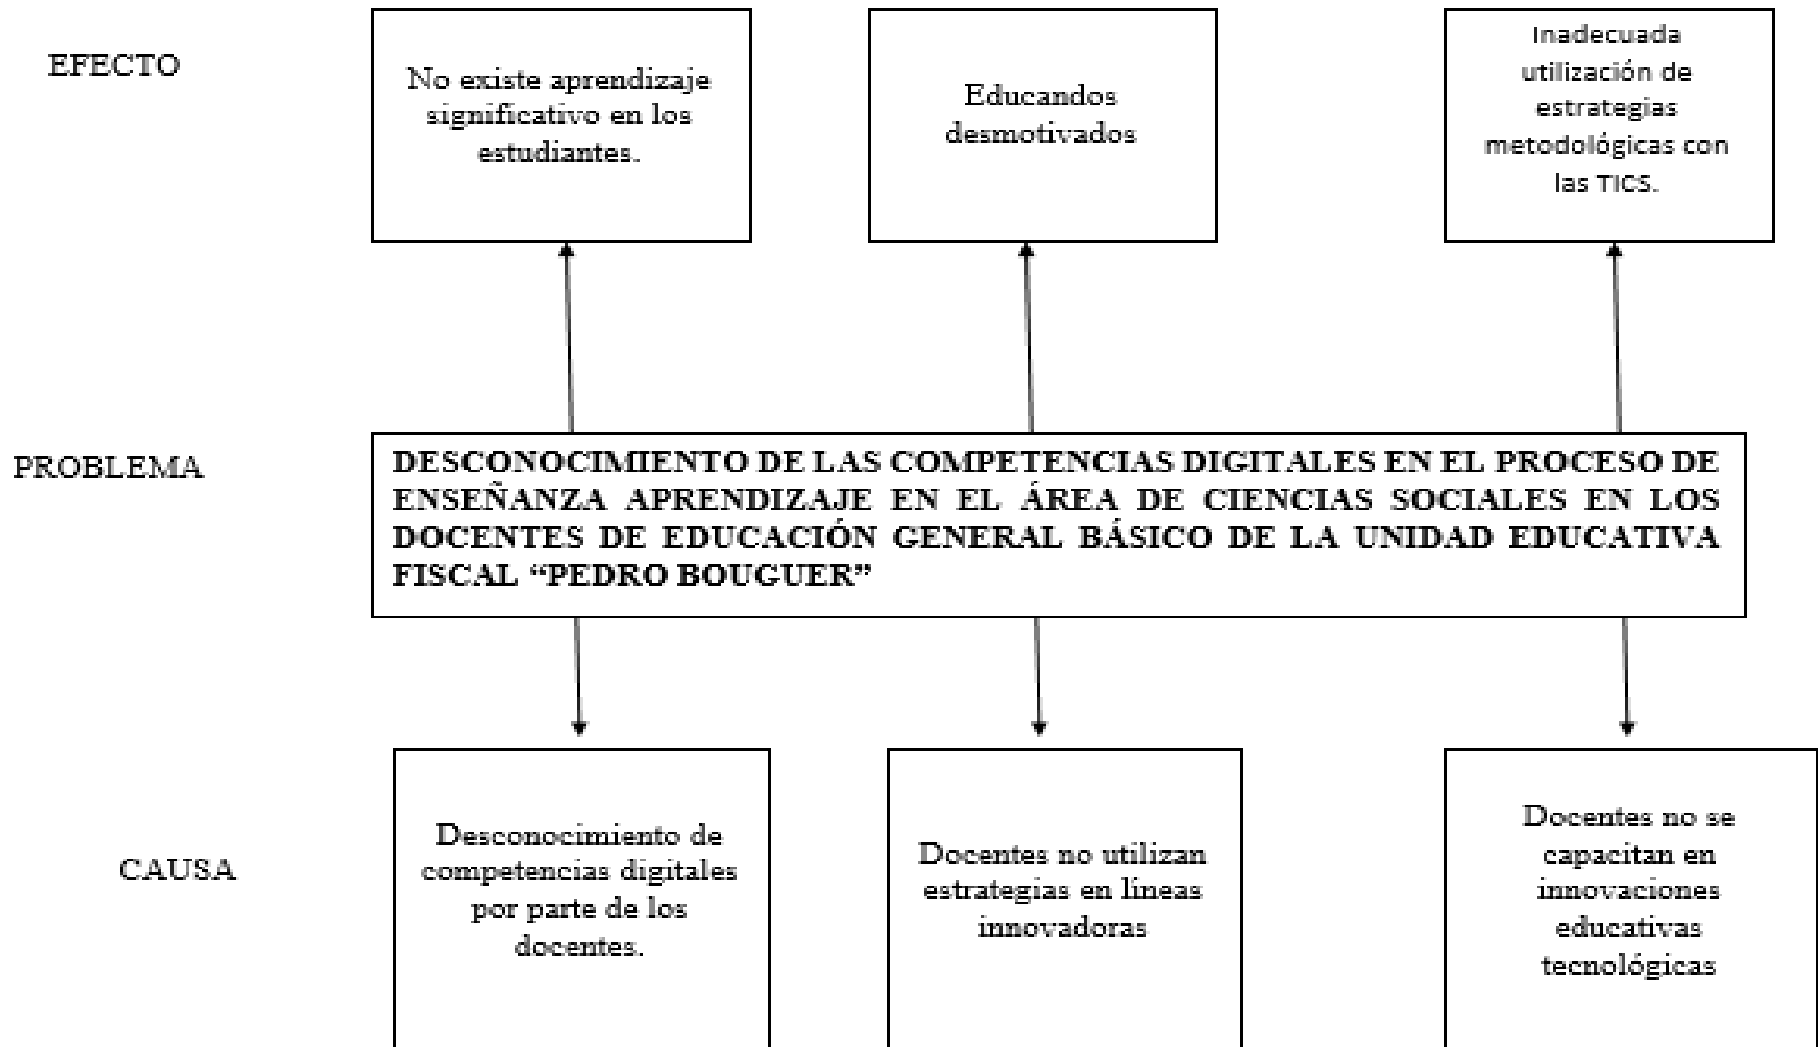 EFECTO
No existe aprendizaje
significativo en los
estudiantes.
Educandos
desmotivados
Inadecuada
utilización de
estrategias
metodológicas con
las TICS.
PROBLEMA
DESCONOCIMIENTO DE LAS COMPETENCIAS DIGITALES EN EL PROCESO DE
ENSEÑANZA APRENDIZAJE EN EL ÁREA DE CIENCIAS SOCIALES EN LOS
DOCENTES DE EDUCACIÓN GENERAL BÁSICO DE LA UNIDAD EDUCATIVA
FISCAL “PEDRO BOUGUER”
CAUSA
Desconocimiento de
competencias digitales
por parte de los
docentes.
Docentes no utilizan
estrategias en líneas
innovadoras
Docentes no se
capacitan en
innovaciones
educativas
tecnológicas